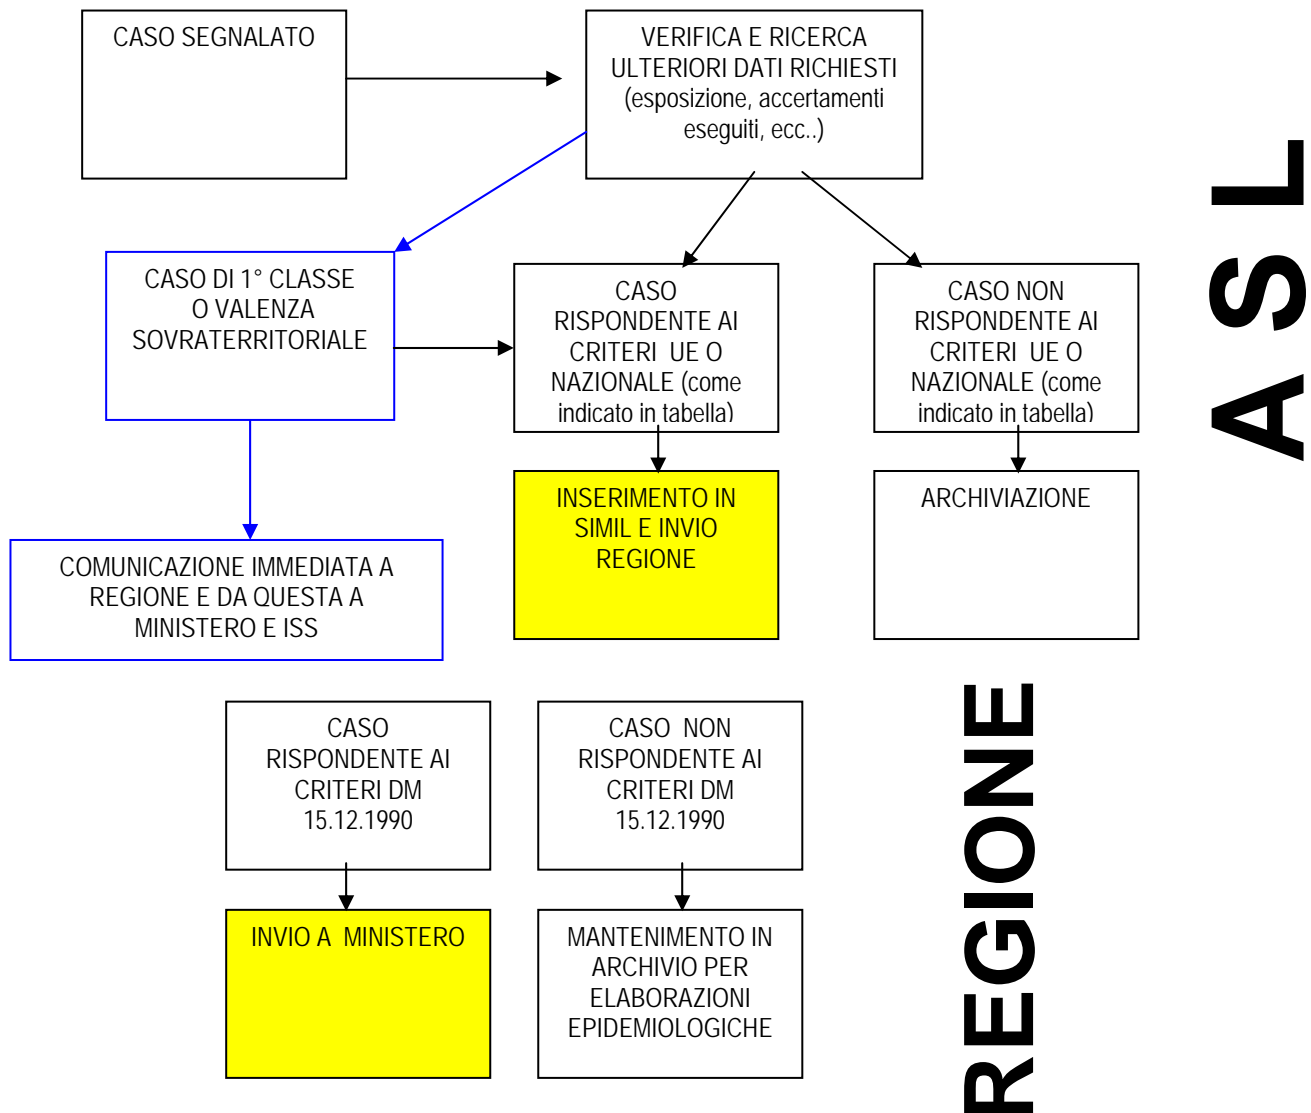 CASO SEGNALATO
VERIFICA E RICERCA
ULTERIORI DATI RICHIESTI
(esposizione, accertamenti
eseguiti, ecc..)
CASO DI 1° CLASSE
O VALENZA
SOVRATERRITORIALE
CASO
RISPONDENTE AI
CRITERI UE O
NAZIONALE (come
indicato in tabella)
CASO NON
RISPONDENTE AI
CRITERI UE O
NAZIONALE (come
indicato in tabella)
A S L
COMUNICAZIONE IMMEDIATA A
REGIONE E DA QUESTA A
MINISTERO E ISS
INSERIMENTO IN
SIMIL E INVIO
REGIONE
ARCHIVIAZIONE
CASO
RISPONDENTE AI
CRITERI DM
15.12.1990
CASO NON
RISPONDENTE AI
CRITERI DM
15.12.1990
INVIO A MINISTERO
MANTENIMENTO IN
ARCHIVIO PER
ELABORAZIONI
EPIDEMIOLOGICHE
REGIONE